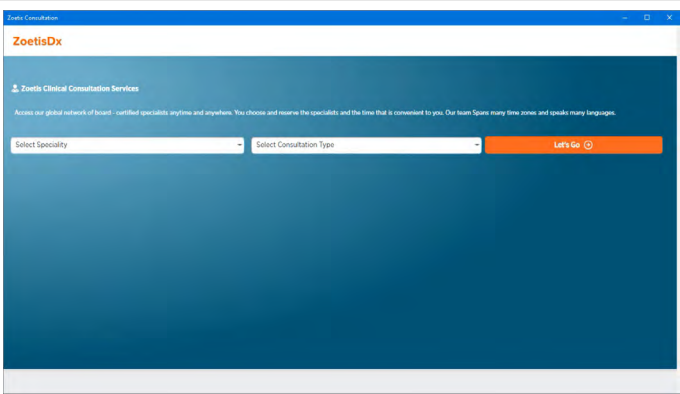 Zoetis Consultation
ZoetisDx
Zoetis Clinical Consultation Services
Access our global network of board - certified specialists anytime and anywhere. You choose and reserve the specialists and the time that is convenient to you. Our team Spans many time zones and speaks many languages.
Select Speciality
Select Consultation Type
Let's Go